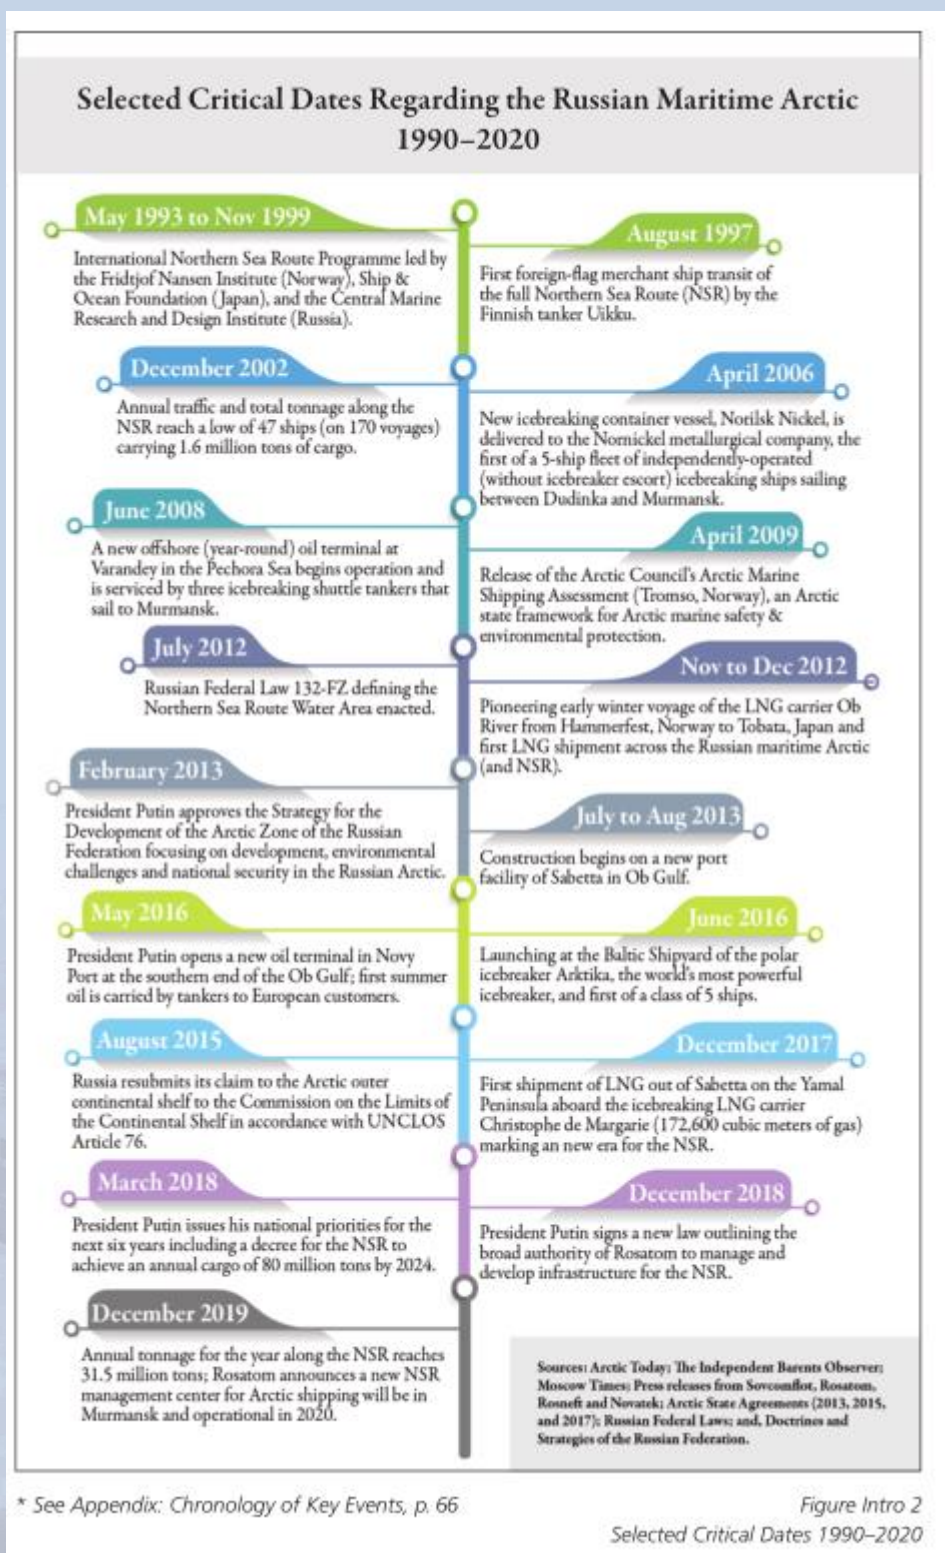 Selected Critical Dates Regarding the Russian Maritime Arctic
1990–2020
May 1993 to Nov 1999
International Northern Sea Route Programme led by
the Fridtjof Nansen Institute (Norway), Ship &
Ocean Foundation (Japan), and the Central Marine
Research and Design Institute (Russia).
August 1997
First foreign-flag merchant ship transit of
the full Northern Sea Route (NSR) by the
Finnish tanker Uikku.
December 2002
Annual traffic and total tonnage along the
NSR reach a low of 47 ships (on 170 voyages)
carrying 1.6 million tons of cargo.
April 2006
New icebreaking container vessel, Norilsk Nickel, is
delivered to the Nornickel metallurgical company, the
first of a 5-ship fleet of independently-operated
(without icebreaker escort) icebreaking ships sailing
between Dudinka and Murmansk.
June 2008
A new offshore (year-round) oil terminal at
Varandey in the Pechora Sea begins operation and
is serviced by three icebreaking shuttle tankers that
sail to Murmansk.
April 2009
Release of the Arctic Council's Arctic Marine
Shipping Assessment (Tromso, Norway), an Arctic
state framework for Arctic marine safety &
environmental protection.
July 2012
Russian Federal Law 132-FZ defining the
Northern Sea Route Water Area enacted.
Nov to Dec 2012
Pioneering early winter voyage of the LNG carrier Ob
River from Hammerfest, Norway to Tobata, Japan and
first LNG shipment across the Russian maritime Arctic
(and NSR).
February 2013
President Putin approves the Strategy for the
Development of the Arctic Zone of the Russian
Federation focusing on development, environmental
challenges and national security in the Russian Arctic.
July to Aug 2013
Construction begins on a new port
facility of Sabetta in Ob Gulf.
May 2016
President Putin opens a new oil terminal in Novy
Port at the southern end of the Ob Gulf; first summer
oil is carried by tankers to European customers.
June 2016
Launching at the Baltic Shipyard of the polar
icebreaker Arktika, the world's most powerful
icebreaker, and first of a class of 5 ships.
August 2015
Russia resubmits its claim to the Arctic outer
continental shelf to the Commission on the Limits of
the Continental Shelf in accordance with UNCLOS
Article 76.
December 2017
First shipment of LNG out of Sabetta on the Yamal
Peninsula aboard the icebreaking LNG carrier
Christophe de Margarie (172,600 cubic meters of gas)
marking an new era for the NSR.
March 2018
President Putin issues his national priorities for the
next six years including a decree for the NSR to
achieve an annual cargo of 80 million tons by 2024.
December 2018
President Putin signs a new law outlining the
broad authority of Rosatom to manage and
develop infrastructure for the NSR.
December 2019
Annual tonnage for the year along the NSR reaches
31.5 million tons; Rosatom announces a new NSR
management center for Arctic shipping will be in
Murmansk and operational in 2020.
Sources: Arctic Today; The Independent Barents Observer;
Moscow Times; Press releases from Sovcomflot, Rosatom,
Rosneft and Novatek; Arctic State Agreements (2013, 2015,
and 2017); Russian Federal Laws; and, Doctrines and
Strategies of the Russian Federation.
* See Appendix: Chronology of Key Events, p. 66
Figure Intro 2
Selected Critical Dates 1990–2020